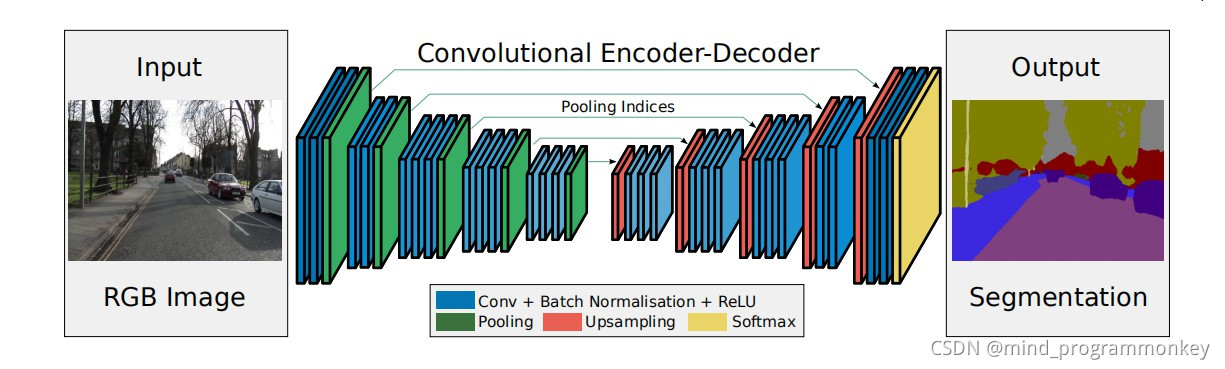 Convolutional Encoder-Decoder
Input
Output
Pooling Indices
RGB Image
Segmentation
Conv + Batch Normalisation + ReLU
Pooling
Upsampling
Softmax
CSDN @mind_programmonkey